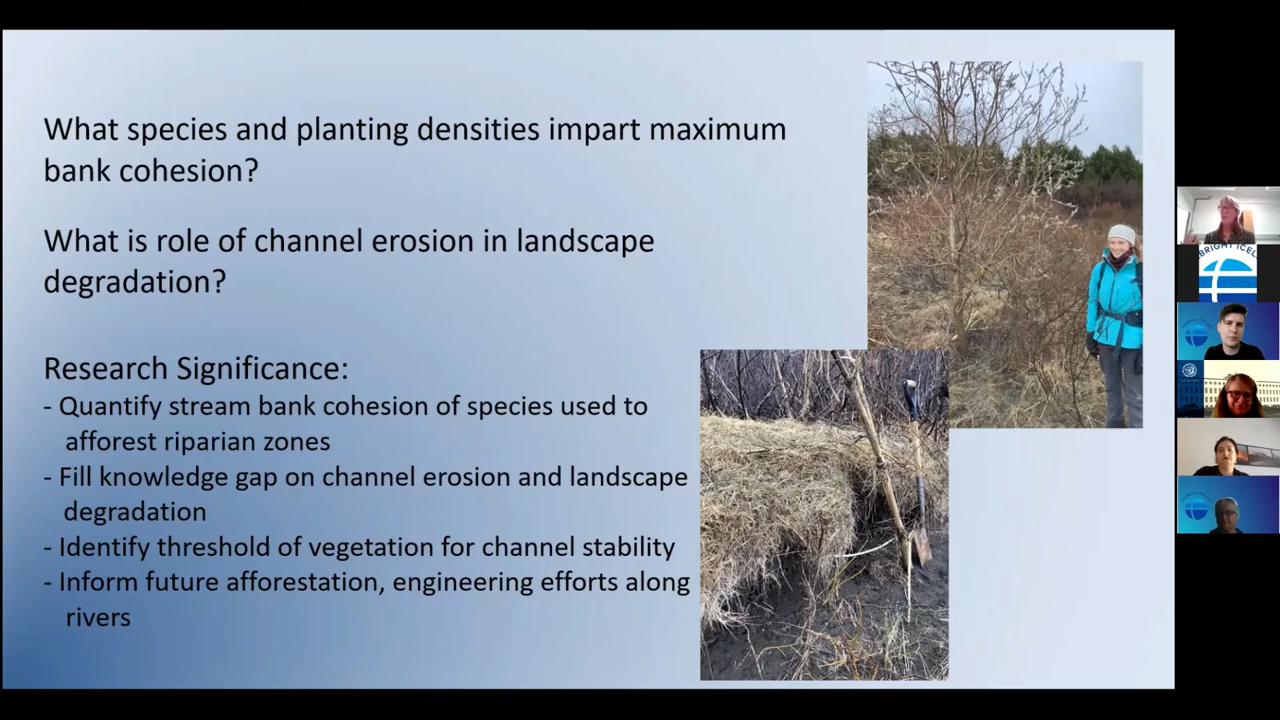 What species and planting densities impart maximum
bank cohesion?
What is role of channel erosion in landscape
degradation?
Research Significance:
- Quantify stream bank cohesion of species used to
afforest riparian zones
- Fill knowledge gap on channel erosion and landscape
degradation
- Identify threshold of vegetation for channel stability
- Inform future afforestation, engineering efforts along
rivers